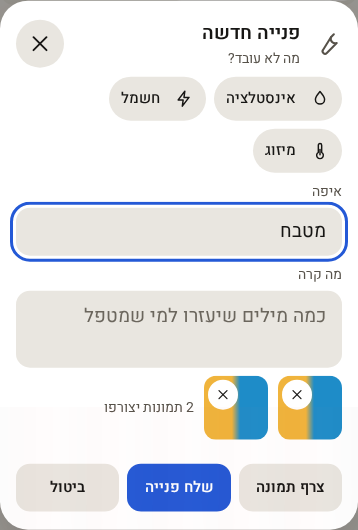 פנייה חדשה
מה לא עובד?
אינסטלציה
חשמל
מיזוג
איפה
מטבח
מה קרה
כמה מילים שיעזרו למי שמטפל
2 תמונות יצורפו
צרף תמונה
שלח פנייה
ביטול